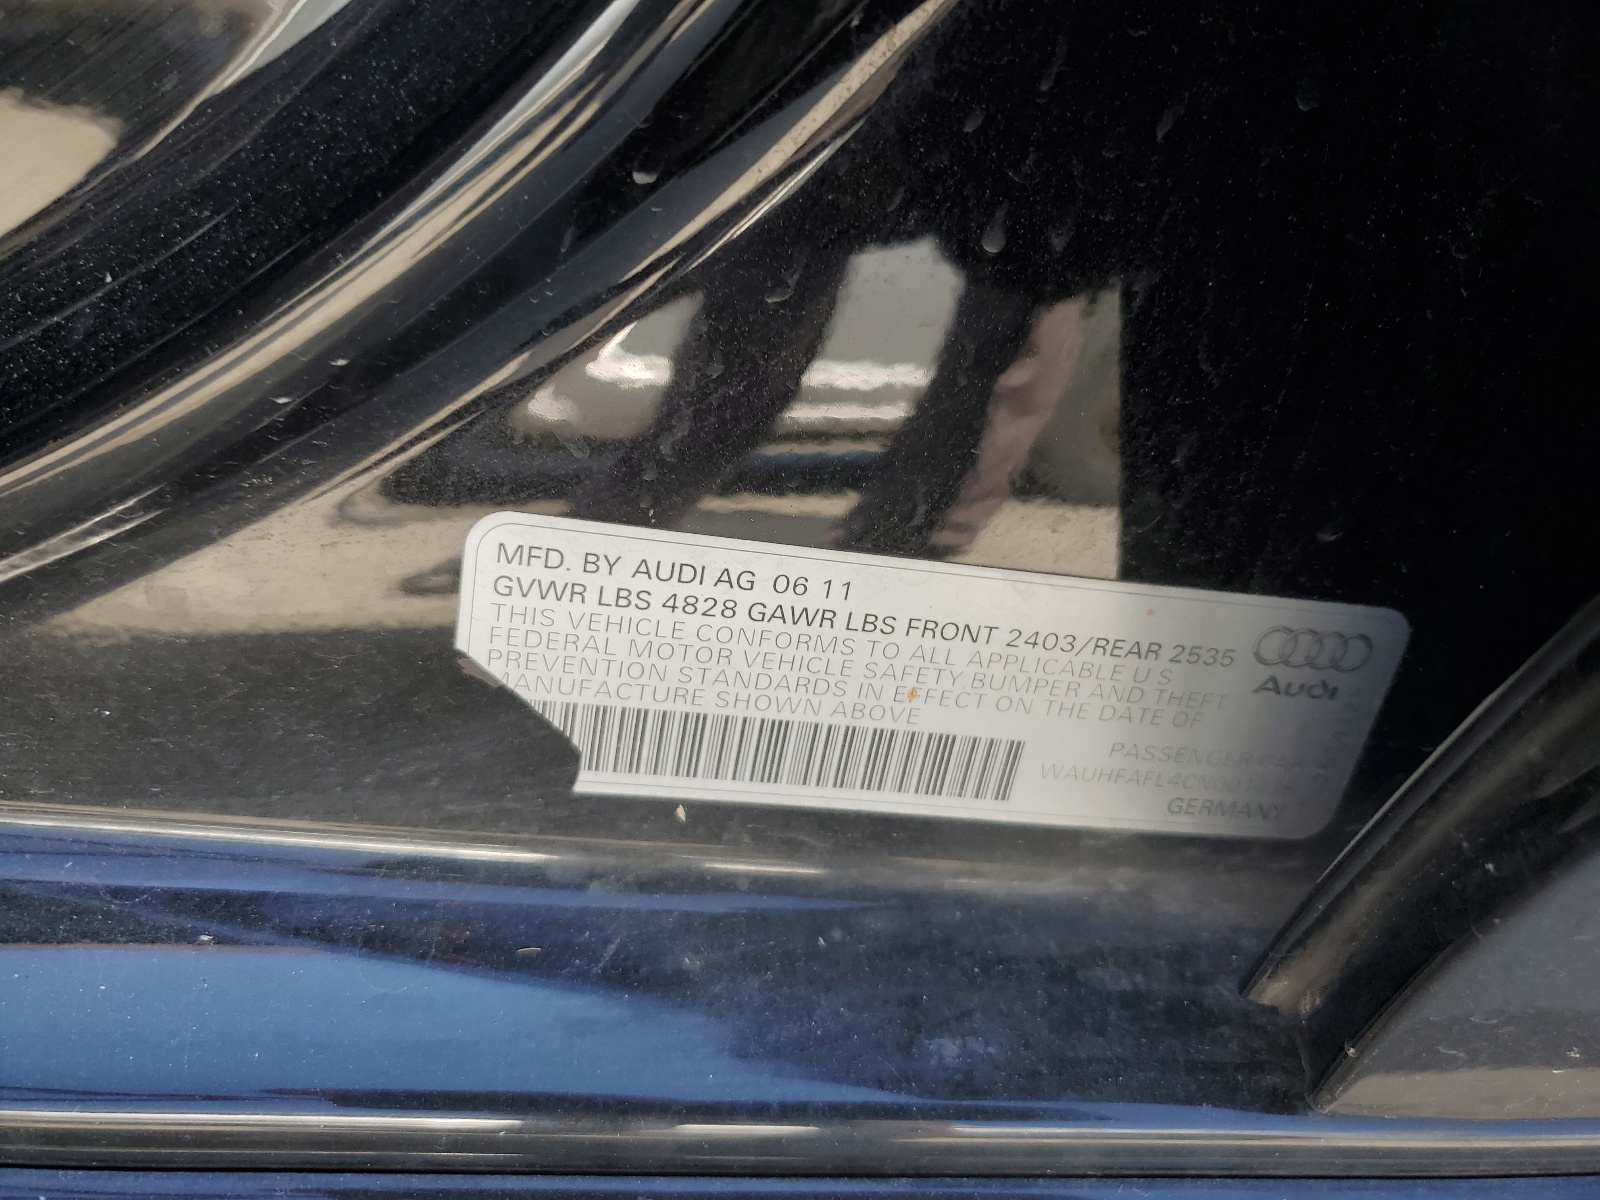 MFD. BY AUDI AG 06 11
GVWR LBS 4828 GAWR LBS FRONT 2403/REAR 2535
THIS VEHICLE CONFORMS TO ALL APPLICABLE U S
FEDERAL MOTOR VEHICLE SAFETY BUMPER AND THEFT
PREVENTION STANDARDS IN EFFECT ON THE DATE OF
MANUFACTURE SHOWN ABOVE
Audi
PASSENGER
GERMANY